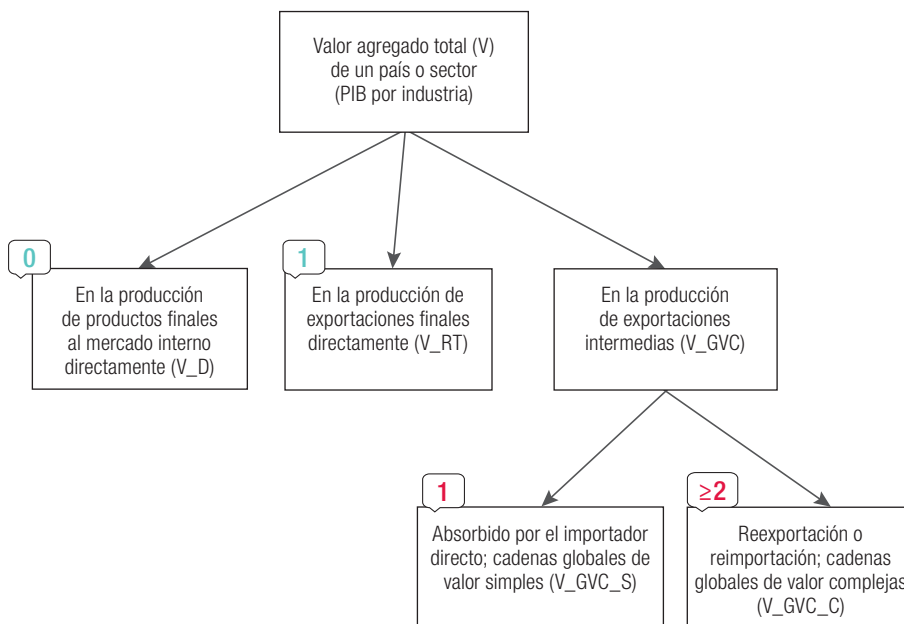 Valor agregado total (V)
de un país o sector
(PIB por industria)
0
En la producción
de productos finales
al mercado interno
directamente (V_D)
1
En la producción de
exportaciones finales
directamente (V_RT)
En la producción
de exportaciones
intermedias (V_GVC)
1
Absorbido por el importador
directo; cadenas globales de
valor simples (V_GVC_S)
≥2
Reexportación o
reimportación; cadenas
globales de valor complejas
(V_GVC_C)